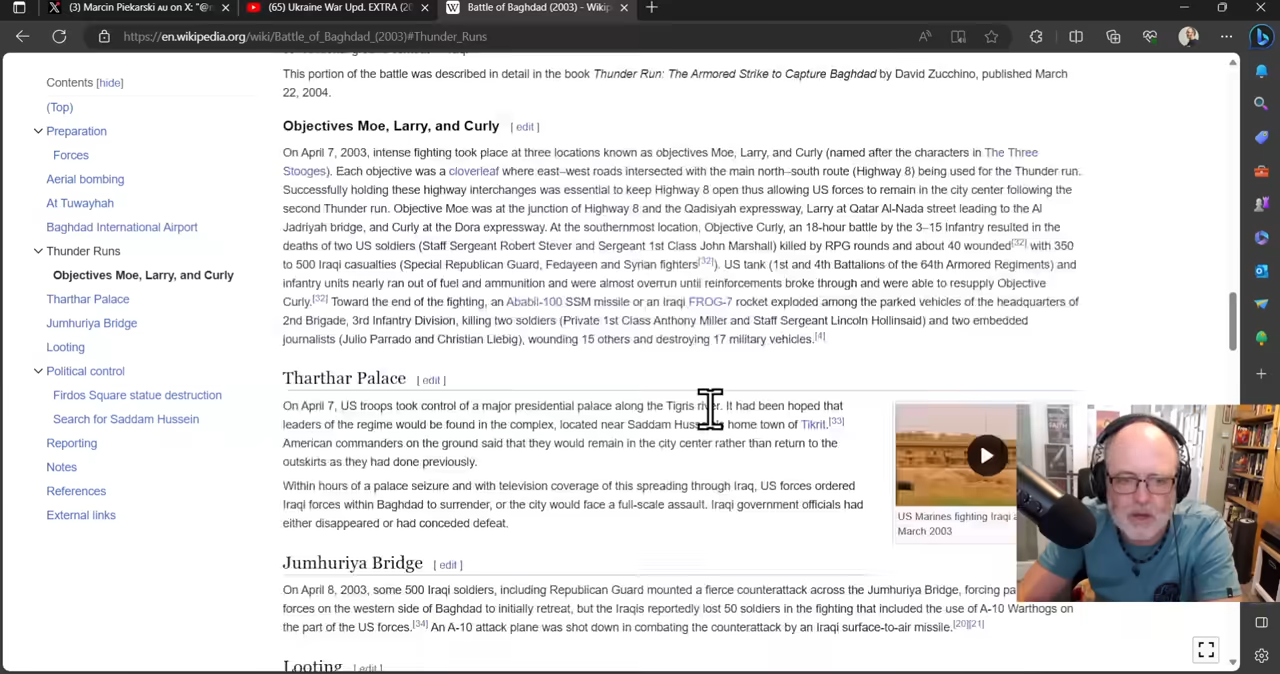 (3) Marcin Piekarski au on X: "@
(65) Ukraine War Upd. EXTRA (2
W Battle of Baghdad (2003) - Wikip
https://en.wikipedia.org/wiki/Battle_of_Baghdad_(2003)#Thunder_Runs
Contents [hide]
(Top)
Preparation
Forces
Aerial bombing
At Tuwayhah
Baghdad International Airport
Thunder Runs
Objectives Moe, Larry, and Curly
Tharthar Palace
Jumhuriya Bridge
Looting
Political control
Firdos Square statue destruction
Search for Saddam Hussein
Reporting
Notes
References
External links
This portion of the battle was described in detail in the book Thunder Run: The Armored Strike to Capture Baghdad by David Zucchino, published March
22, 2004.
Objectives Moe, Larry, and Curly [ edit ]
On April 7, 2003, intense fighting took place at three locations known as objectives Moe, Larry, and Curly (named after the characters in The Three
Stooges). Each objective was a cloverleaf where east–west roads intersected with the main north–south route (Highway 8) being used for the Thunder run.
Successfully holding these highway interchanges was essential to keep Highway 8 open thus allowing US forces to remain in the city center following the
second Thunder run. Objective Moe was at the junction of Highway 8 and the Qadisiyah expressway, Larry at Qatar Al-Nada street leading to the Al
Jadriyah bridge, and Curly at the Dora expressway. At the southernmost location, Objective Curly, an 18-hour battle by the 3–15 Infantry resulted in the
deaths of two US soldiers (Staff Sergeant Robert Stever and Sergeant 1st Class John Marshall) killed by RPG rounds and about 40 wounded[32] with 350
to 500 Iraqi casualties (Special Republican Guard, Fedayeen and Syrian fighters[32]). US tank (1st and 4th Battalions of the 64th Armored Regiments) and
infantry units nearly ran out of fuel and ammunition and were almost overrun until reinforcements broke through and were able to resupply Objective
Curly.[32] Toward the end of the fighting, an Ababil-100 SSM missile or an Iraqi FROG-7 rocket exploded among the parked vehicles of the headquarters of
2nd Brigade, 3rd Infantry Division, killing two soldiers (Private 1st Class Anthony Miller and Staff Sergeant Lincoln Hollinsaid) and two embedded
journalists (Julio Parrado and Christian Liebig), wounding 15 others and destroying 17 military vehicles.[4]
Tharthar Palace [ edit ]
On April 7, US troops took control of a major presidential palace along the Tigris river. It had been hoped that
leaders of the regime would be found in the complex, located near Saddam Hus home town of Tikrit.[33]
American commanders on the ground said that they would remain in the city center rather than return to the
outskirts as they had done previously.
Within hours of a palace seizure and with television coverage of this spreading through Iraq, US forces ordered
Iraqi forces within Baghdad to surrender, or the city would face a full-scale assault. Iraqi government officials had
either disappeared or had conceded defeat.
US Marines fighting Iraqi
March 2003
Jumhuriya Bridge [ edit ]
On April 8, 2003, some 500 Iraqi soldiers, including Republican Guard mounted a fierce counterattack across the Jumhuriya Bridge, forcing pa
forces on the western side of Baghdad to initially retreat, but the Iraqis reportedly lost 50 soldiers in the fighting that included the use of A-10 Warthogs on
the part of the US forces.[34] An A-10 attack plane was shot down in combating the counterattack by an Iraqi surface-to-air missile.[20][21]
Looting [ edit ]